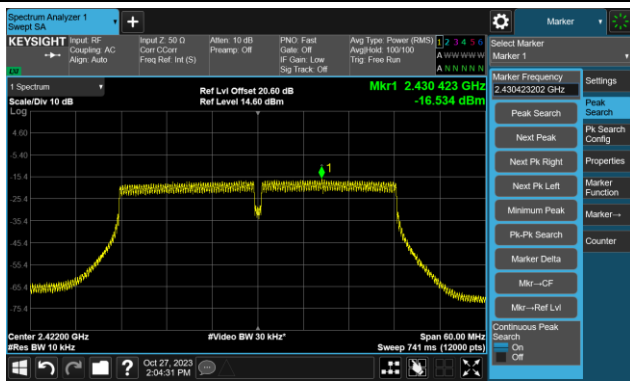 Spectrum Analyzer 1
Swept SA
Marker
KEYSIGHT
Input: RF
Coupling: AC
Align: Auto
Input Z: 50 Ω
Corr CCorr
Freq Ref: Int (S)
Atten: 10 dB
Preamp: Off
PNO: Fast
Gate: Off
IF Gain: Low
Sig Track: Off
Avg Type: Power (RMS)
Avg|Hold: 100/100
Trig: Free Run
1 2 3 4 5 6
A W W W W W
A N N N N N
Select Marker
Marker 1
LXI
1 Spectrum
Scale/Div 10 dB
Log
Ref Lvl Offset 20.60 dB
Ref Level 14.60 dBm
Mkr1 2.430 423 GHz
-16.534 dBm
4.60
-5.40
-15.4
-25.4
-35.4
-45.4
-55.4
-65.4
-75.4
1
Center 2.42200 GHz
#Res BW 10 kHz
#Video BW 30 kHz*
Span 60.00 MHz
Sweep 741 ms (12000 pts)
Marker Frequency
2.430423202 GHz
Peak Search
Next Peak
Next Pk Right
Next Pk Left
Minimum Peak
Pk-Pk Search
Marker Delta
Mkr→CF
Mkr→Ref Lvl
Continuous Peak
Search
On
Off
Settings
Peak
Search
Pk Search
Config
Properties
Marker
Function
Marker→
Counter
?
Oct 27, 2023
2:04:31 PM